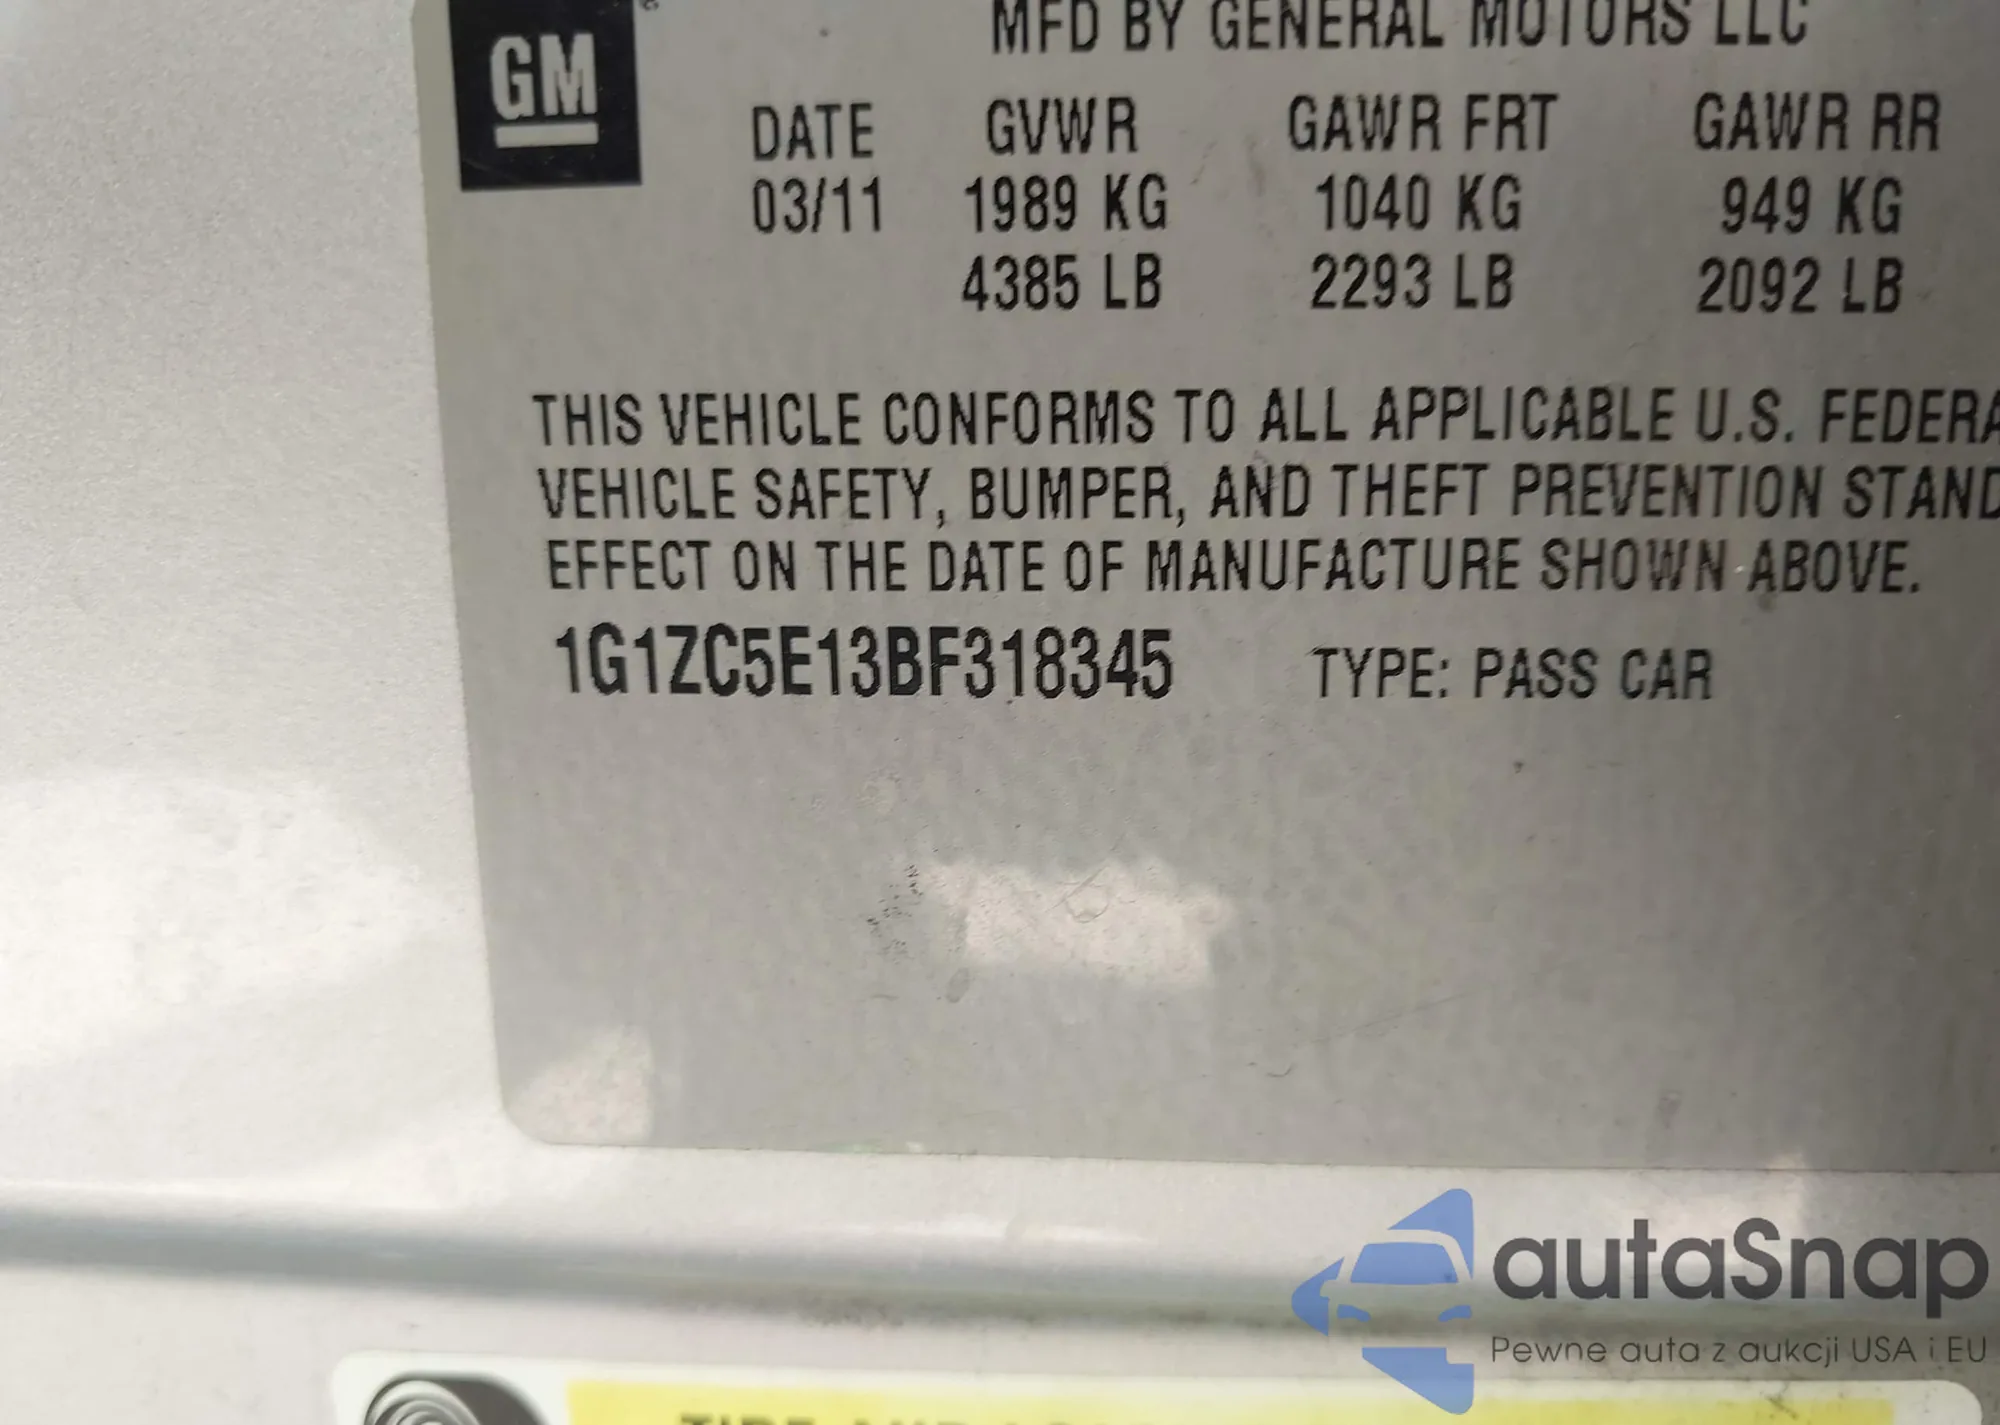 GM
MFD BY GENERAL MOTORS LLC
DATE GVWR GAWR FRT GAWR RR
03/11 1989 KG 1040 KG 949 KG
4385 LB 2293 LB 2092 LB
THIS VEHICLE CONFORMS TO ALL APPLICABLE U.S. FEDERA
VEHICLE SAFETY, BUMPER, AND THEFT PREVENTION STAND
EFFECT ON THE DATE OF MANUFACTURE SHOWN ABOVE.
1G1ZC5E13BF318345 TYPE: PASS CAR
autaSnap
Pewne auta z aukcji USA i EU